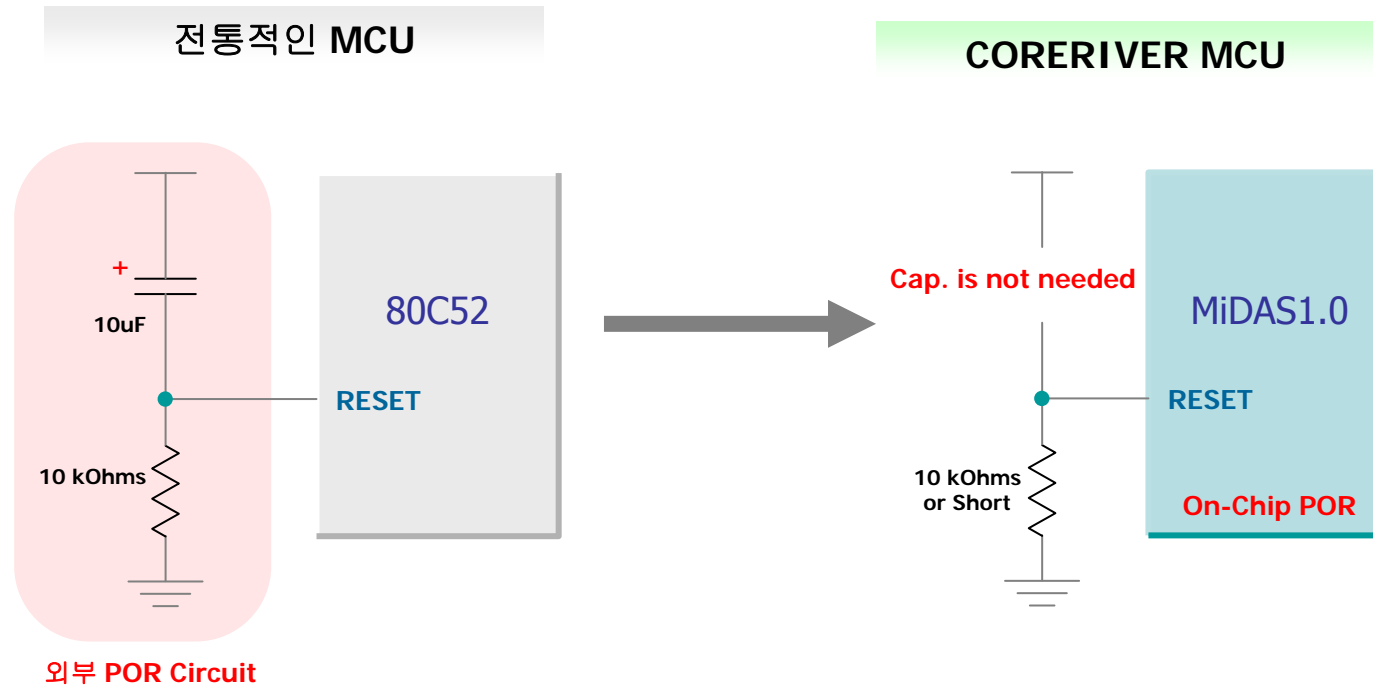 전통적인 MCU
CORERIVER MCU
+
10uF
10 kOhms
80C52
RESET
외부 POR Circuit
Cap. is not needed
10 kOhms
or Short
MiDAS1.0
RESET
On-Chip POR